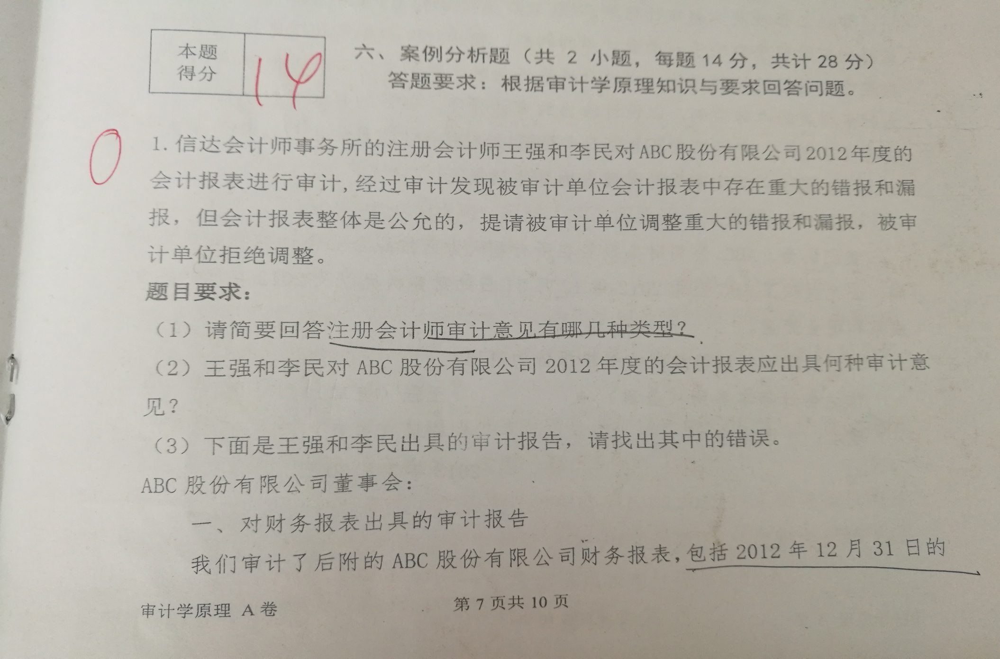 本题
得分
14
六、案例分析题（共 2 小题，每题14分，共计28分）
答题要求：根据审计学原理知识与要求回答问题。
0
1.信达会计师事务所的注册会计师王强和李民对ABC股份有限公司2012年度的
会计报表进行审计,经过审计发现被审计单位会计报表中存在重大的错报和漏
报，但会计报表整体是公允的，提请被审计单位调整重大的错报和漏报，被审
计单位拒绝调整。
题目要求：
（1）请简要回答注册会计师审计意见有哪几种类型？
（2）王强和李民对 ABC 股份有限公司 2012 年度的会计报表应出具何种审计意
见？
（3）下面是王强和李民出具的审计报告，请找出其中的错误。
ABC 股份有限公司董事会：
一、对财务报表出具的审计报告
我们审计了后附的 ABC 股份有限公司财务报表,包括 2012 年 12 月 31 日的
审计学原理 A 卷
第 7 页共 10 页